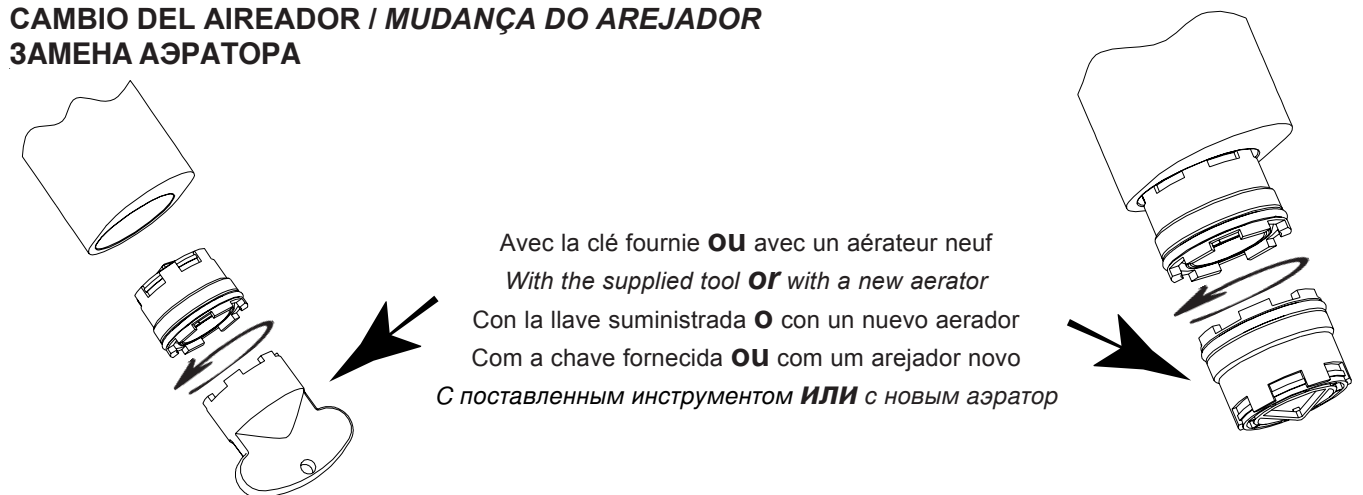 CAMBIO DEL AIREADOR / MUDANÇA DO AREJADOR
ЗАМЕНА АЭРАТОРА
Avec la clé fournie ou avec un aérateur neuf
With the supplied tool or with a new aerator
Con la llave suministrada o con un nuevo aerador
Com a chave fornecida ou com um arejador novo
С поставленным инструментом ИЛИ с новым аэратор